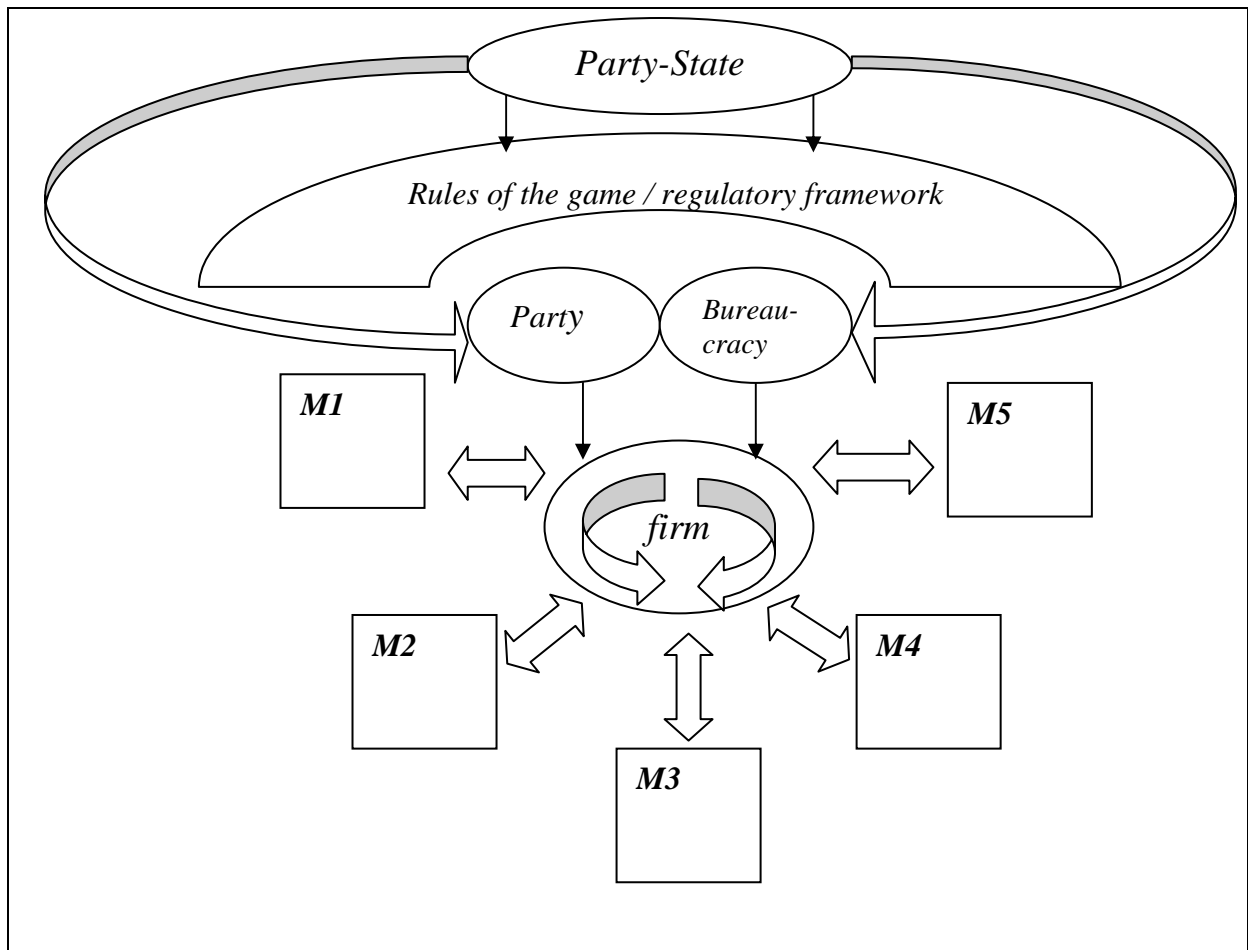 Party-State
Rules of the game / regulatory framework
Party
Bureau-
cracy
M1
M5
firm
M2
M4
M3